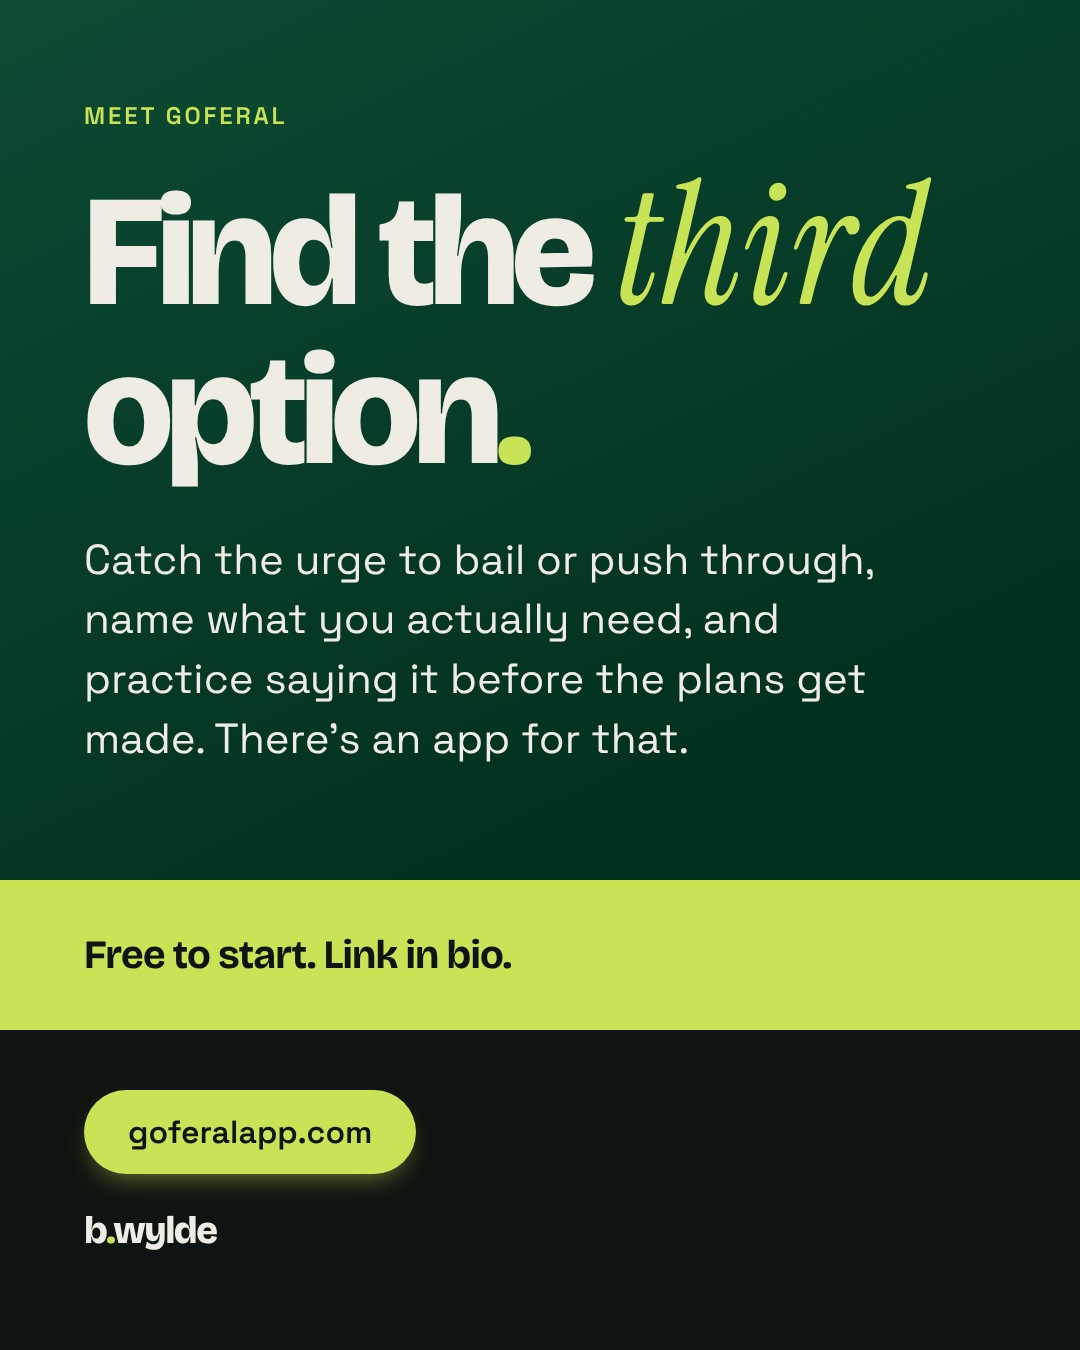 MEET GOFERAL
Find the third
option.
Catch the urge to bail or push through,
name what you actually need, and
practice saying it before the plans get
made. There’s an app for that.
Free to start. Link in bio.
goferalapp.com
b.wylde